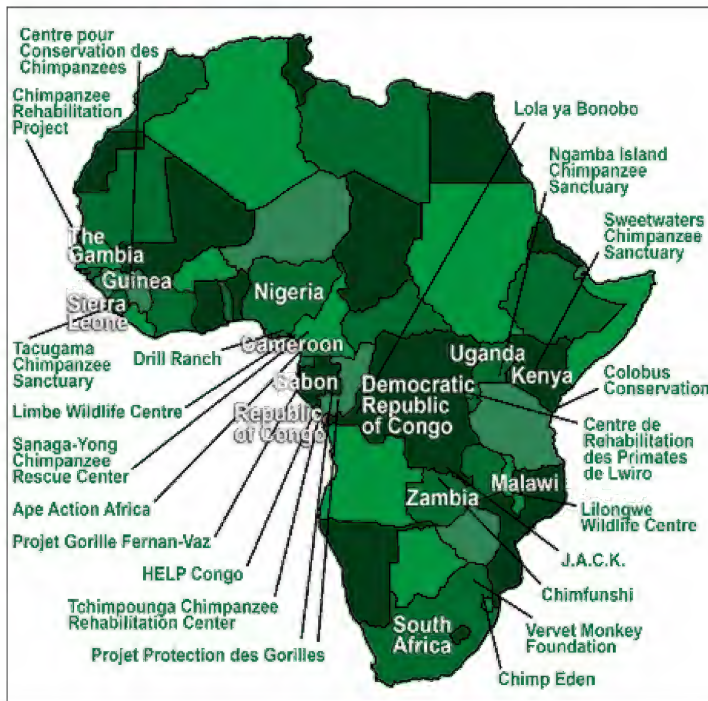 Centre pour
Conservation des
Chimpanzees
Chimpanzee
Rehabilitation
Project
Lola ya Bonobo
Ngamba Island
Chimpanzee
Sanctuary
Sweetwaters
Chimpanzee
Sanctuary
The
Gambia
Guinea
Sierra
Leone
Nigeria
Cameroon
Gabon
Republic
of Congo
Democratic
Republic
of Congo
Uganda
Kenya
Malawi
Zambia
South
Africa
Tacugama
Chimpanzee
Sanctuary
Drill Ranch
Limbe Wildlife Centre
Sanaga-Yong
Chimpanzee
Rescue Center
Ape Action Africa
Projet Gorille Fernan-Vaz
HELP Congo
Tchimpounga Chimpanzee
Rehabilitation Center
Projet Protection des Gorilles
Colobus
Conservation
Centre de
Rehabilitation
des Primates
de Lwiro
Lilongwe
Wildlife Centre
J.A.C.K.
Chimfunshi
Vervet Monkey
Foundation
Chimp Eden